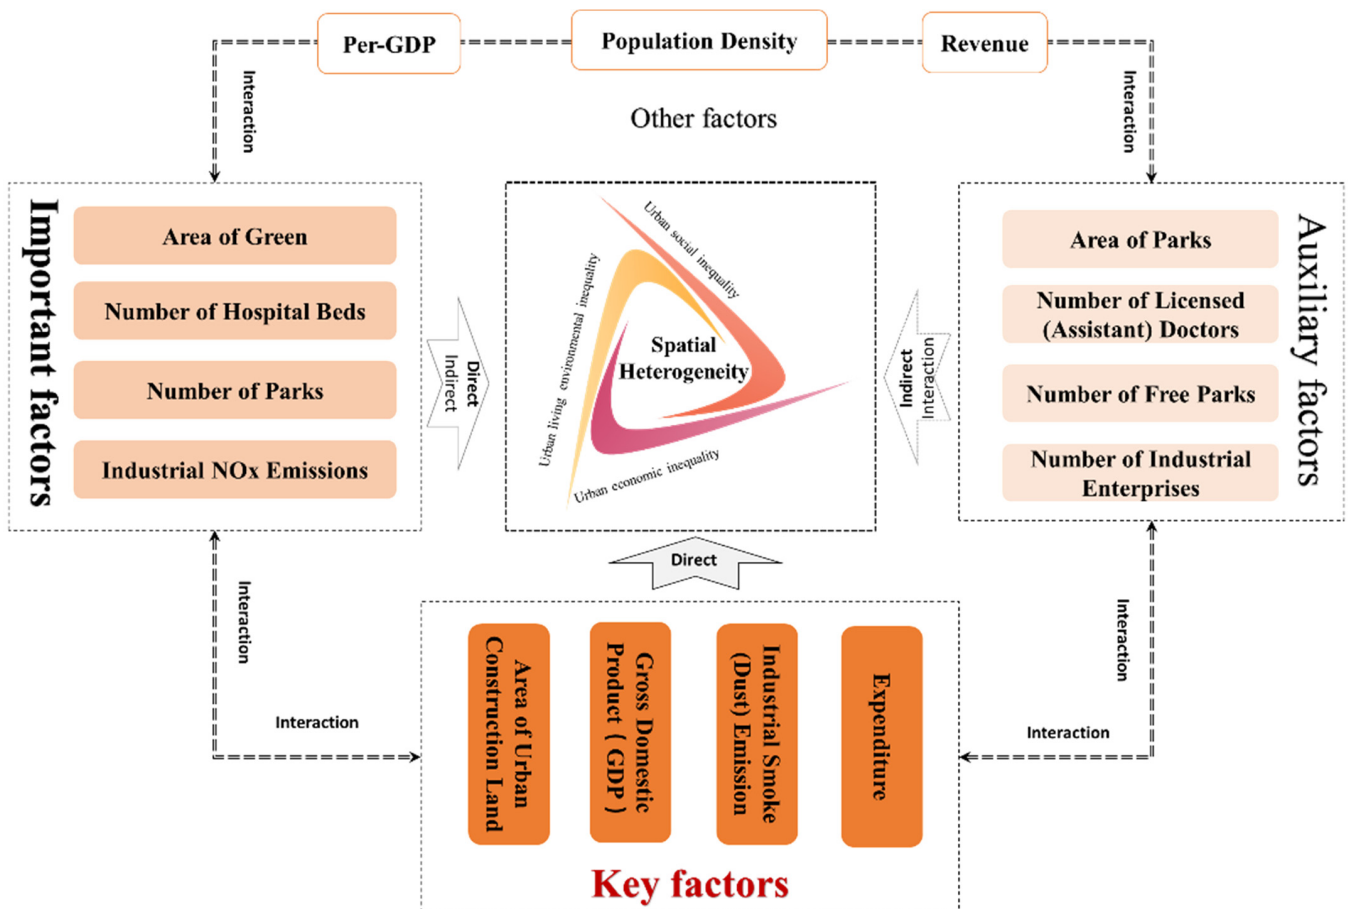 Per-GDP
Population Density
Revenue
Interaction
Interaction
Other factors
Important factors
Area of Green
Number of Hospital Beds
Number of Parks
Industrial NOx Emissions
Direct
Indirect
Urban social inequality
Urban living environmental inequality
Spatial
Heterogeneity
Urban economic inequality
Indirect
Interaction
Area of Parks
Number of Licensed
(Assistant) Doctors
Number of Free Parks
Number of Industrial
Enterprises
Auxiliary factors
Direct
Interaction
Interaction
Area of Urban
Construction Land
Gross Domestic
Product ( GDP )
Industrial Smoke
(Dust) Emission
Expenditure
Interaction
Interaction
Key factors